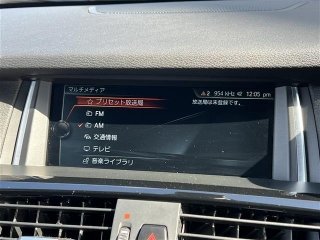 マルチメディア
2 954 kHz 42 12:05 pm
☆ プリセット放送局
放送局は未登録です。
FM
✓ AM
交通情報
テレビ
音楽ライブラリ